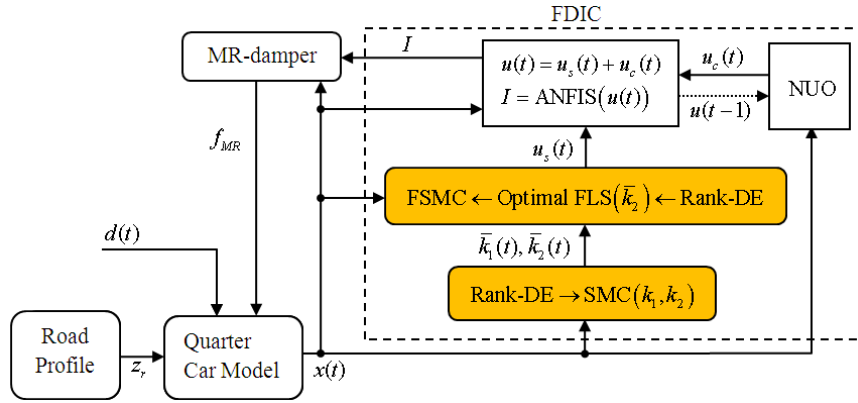 FDIC
MR-damper
I
u(t) = u_s(t) + u_c(t)
I = ANFIS(u(t))
u_c(t)
NUO
u(t−1)
f_MR
u_s(t)
FSMC ← Optimal FLS(k̄_2) ← Rank-DE
d(t)
k̄_1(t), k̄_2(t)
Rank-DE → SMC(k_1, k_2)
Road
Profile
z_r
Quarter
Car Model
x(t)